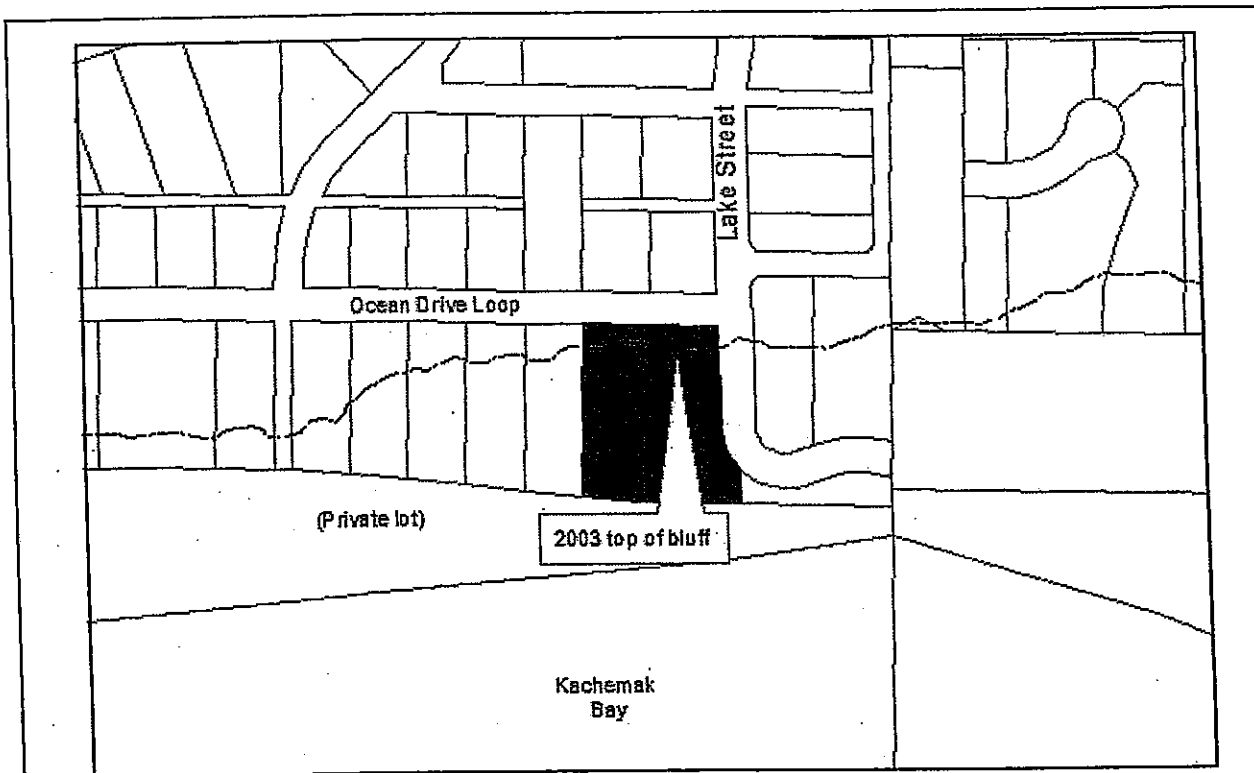 Lake Street
Ocean Drive Loop
(Private lot)
2003 top of bluff
Kachemak
Bay